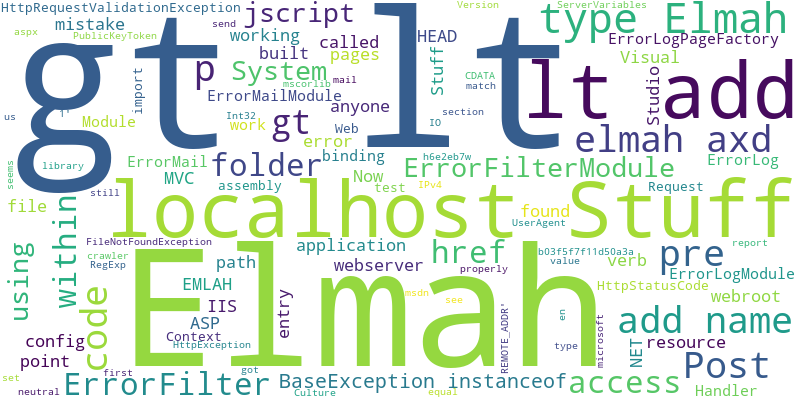 HttpRequestValidationException
mistake
aspx
PublicKeyToken
send
jscript
working
built
called
HEAD
pages
Version
ServerVariables
type Elmah
ErrorLogPageFactory
Visual
Studio
gt lt
import
p
System
mscorlib
mail
ErrorMailModule
anyone
Stuff
CDATA
match
section
lt add
us
I'
Module
work
Int32
gt
Web
error
IO
elmah axd
library
seems
ErrorMail
folder
binding
h6e2eb7w
ErrorFilterModule
ErrorLog
MVC
assembly
Now
test
IPv4
Request
still
file
within
localhost Stuff
found
UserAgent
using
FileNotFoundException
crawler
RegExp
path
application
webserver
href
properly
b03f5f7f11d50a3a
value
verb
pre
report
ErrorLogModule
HttpStatusCode
code
EMLAH
IIS
ASP
Context
HttpException
entry
Elmah
msdn
see
REMOTE_ADDR'
en
type
microsoft
NET
webroot
add name
resource
config
point
first
got
Post
set
neutral
ErrorFilter
BaseException instanceof
Culture
equal
access
Handler